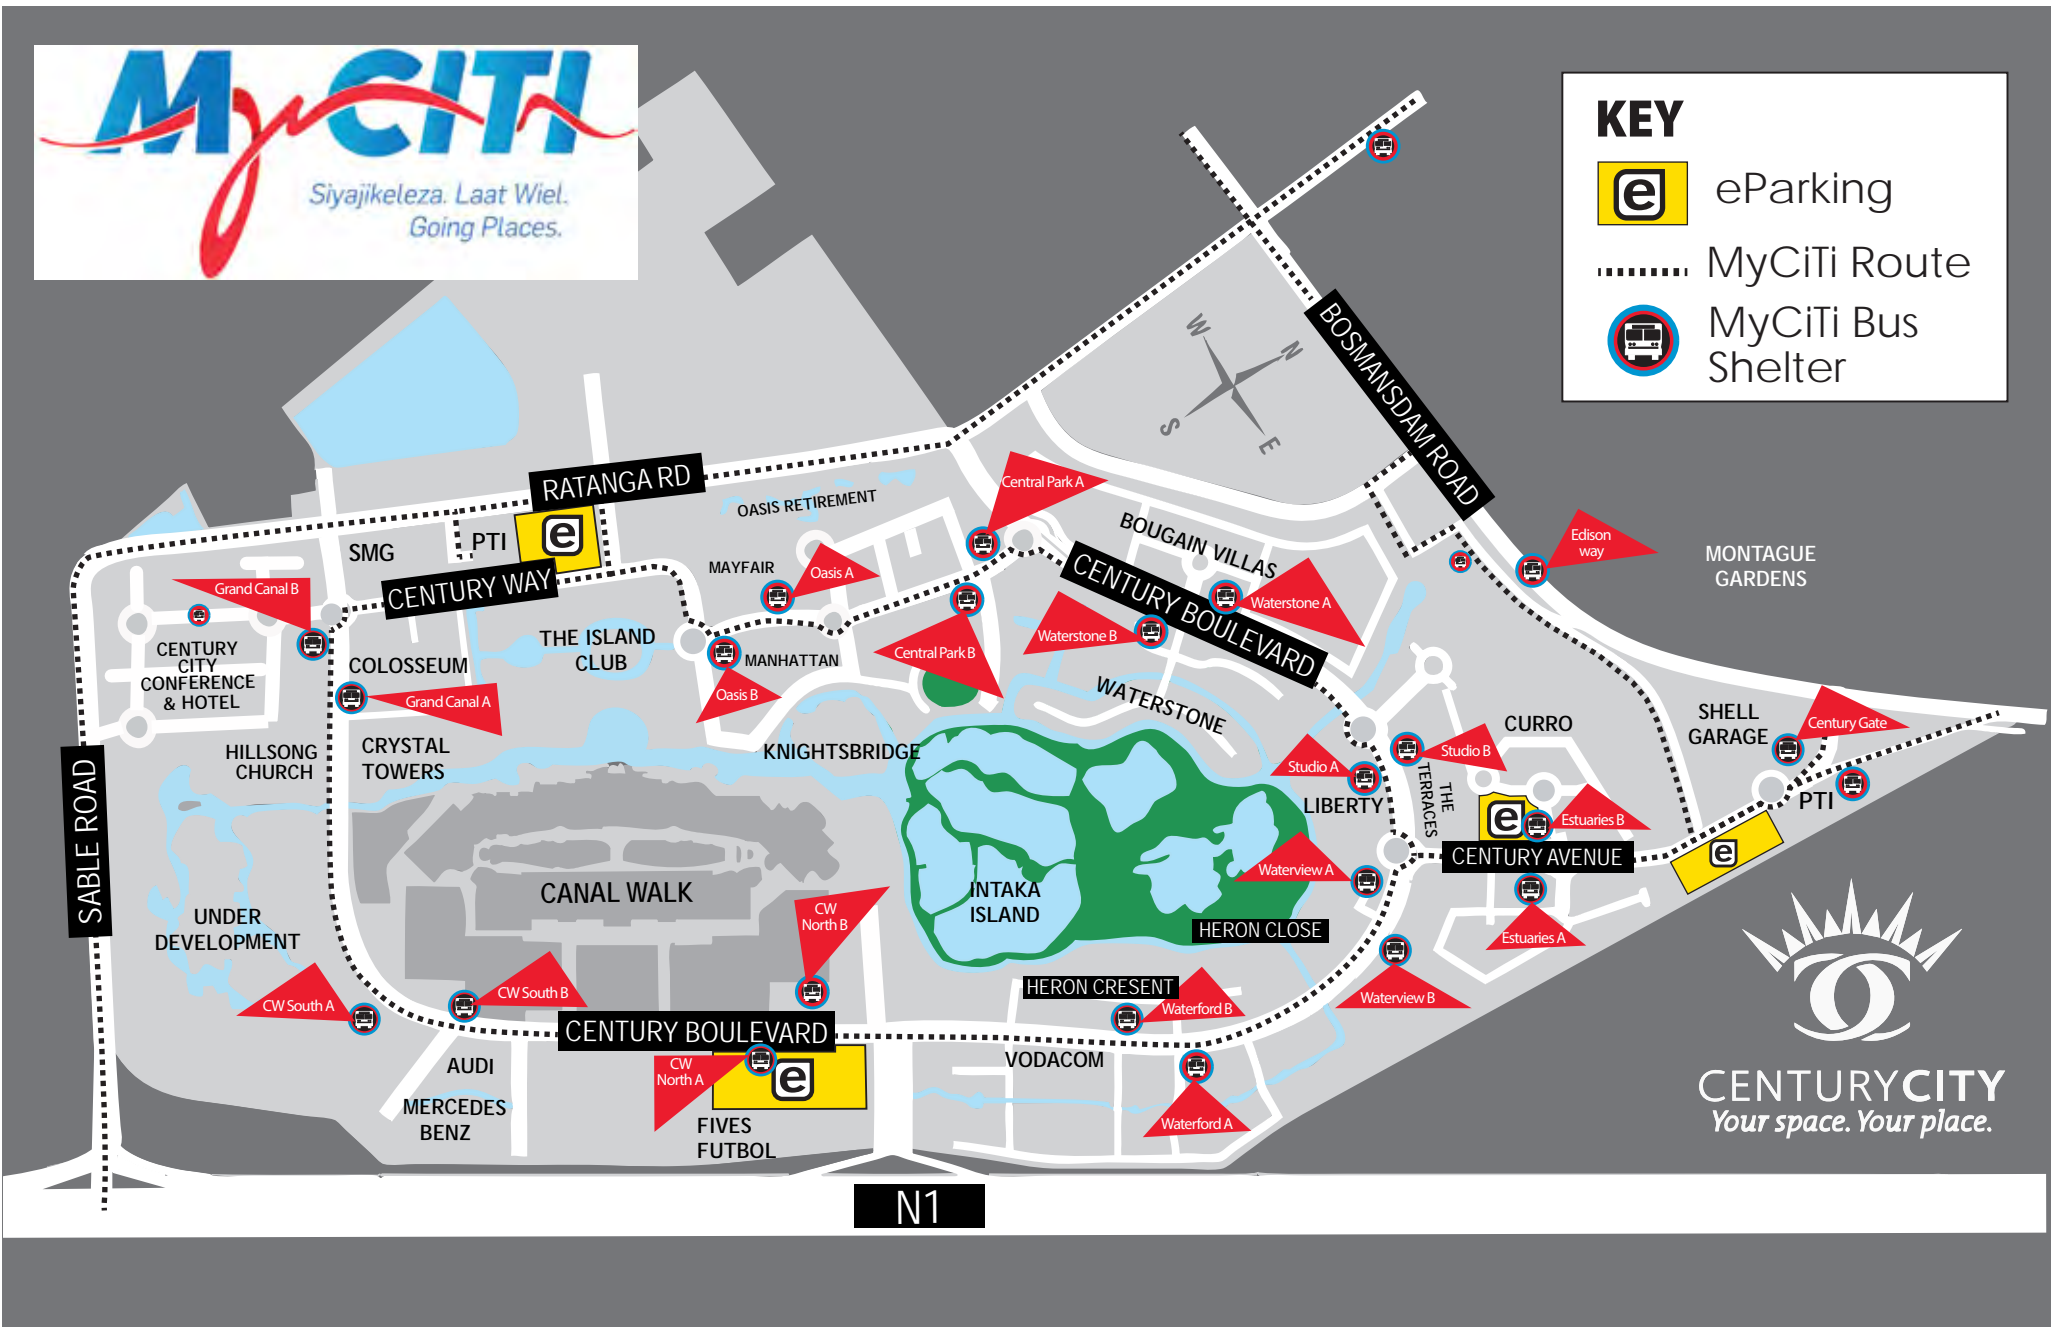 MyCiTi
Siyajikeleza. Laat Wiel.
Going Places.
KEY
e
eParking
MyCiTi Route
MyCiTi Bus
Shelter
W
N
S
E
BOSMANSDAM ROAD
RATANGA RD
OASIS RETIREMENT
Central Park A
BOUGAIN VILLAS
Edison
way
MONTAGUE
GARDENS
SMG
PTI
e
CENTURY WAY
MAYFAIR
Oasis A
CENTURY BOULEVARD
Grand Canal B
Waterstone A
Waterstone B
CENTURY
CITY
CONFERENCE
& HOTEL
COLOSSEUM
THE ISLAND
CLUB
MANHATTAN
Central Park B
Oasis B
Grand Canal A
WATERSTONE
CURRO
SHELL
GARAGE
Century Gate
HILLSONG
CHURCH
CRYSTAL
TOWERS
KNIGHTSBRIDGE
Studio B
Studio A
LIBERTY
THE
TERRACES
PTI
e
Estuaries B
SABLE ROAD
CENTURY AVENUE
e
Waterview A
CANAL WALK
INTAKA
ISLAND
CW
North B
UNDER
DEVELOPMENT
HERON CLOSE
Estuaries A
CW South A
CW South B
HERON CRESENT
Waterford B
Waterview B
CENTURY BOULEVARD
AUDI
CW
North A
e
VODACOM
MERCEDES
BENZ
FIVES
FUTBOL
Waterford A
CENTURYCITY
Your space. Your place.
N1